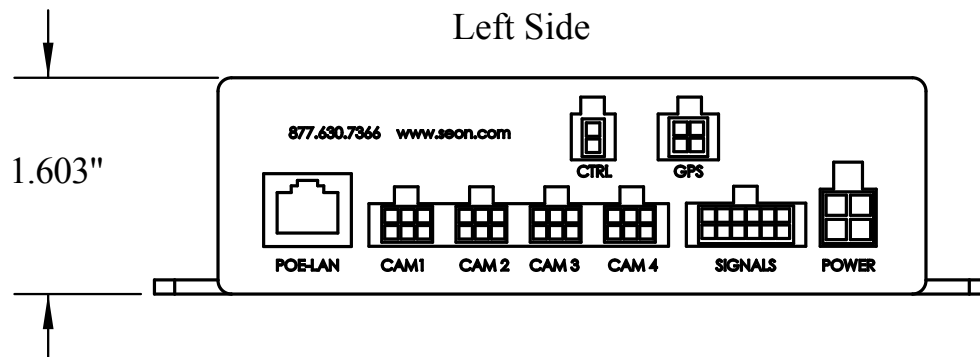 Left Side
877.630.7366 www.seon.com
1.603"
CTRL GPS
POE-LAN CAM1 CAM 2 CAM 3 CAM 4 SIGNALS POWER